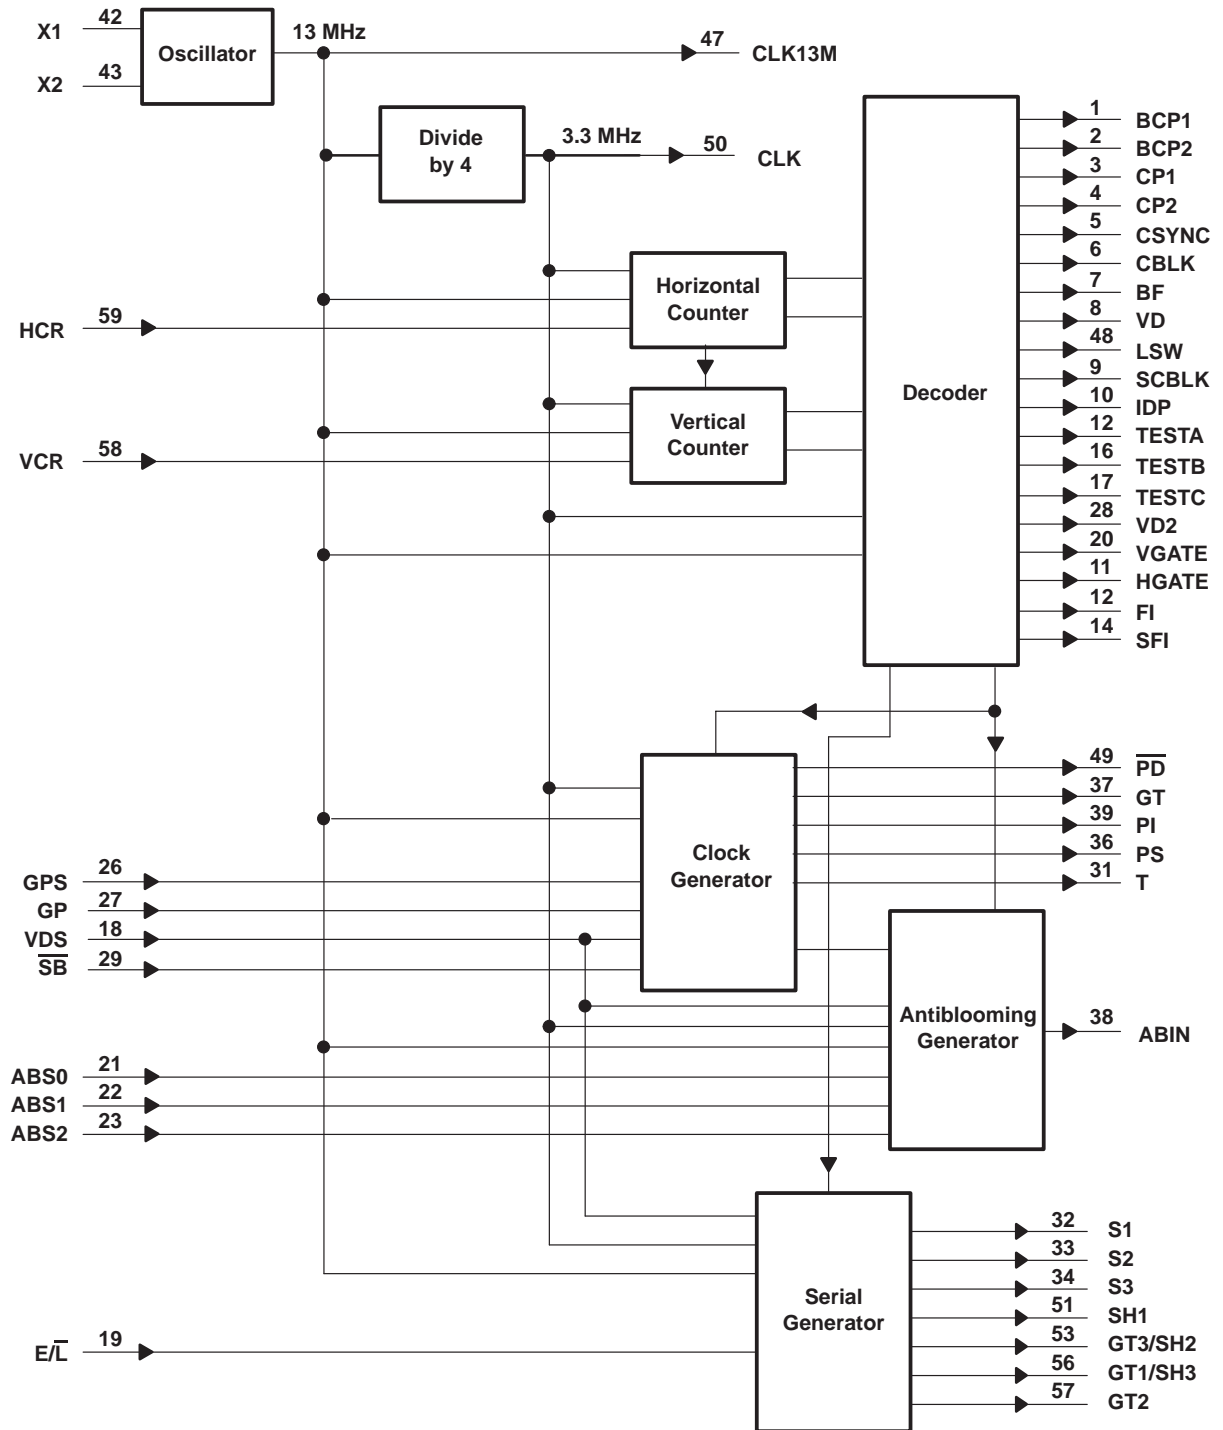 X1 42
X2 43
Oscillator
13 MHz
47 CLK13M
Divide
by 4
3.3 MHz
50 CLK
HCR 59
Horizontal
Counter
VCR 58
Vertical
Counter
Decoder
1 BCP1
2 BCP2
3 CP1
4 CP2
5 CSYNC
6 CBLK
7 BF
8 VD
48 LSW
9 SCBLK
10 IDP
12 TESTA
16 TESTB
17 TESTC
28 VD2
20 VGATE
11 HGATE
12 FI
14 SFI
GPS 26
GP 27
VDS 18
S̅B̅ 29
Clock
Generator
49 P̅D̅
37 GT
39 PI
36 PS
31 T
ABS0 21
ABS1 22
ABS2 23
Antiblooming
Generator
38 ABIN
E/L̅ 19
Serial
Generator
32 S1
33 S2
34 S3
51 SH1
53 GT3/SH2
56 GT1/SH3
57 GT2